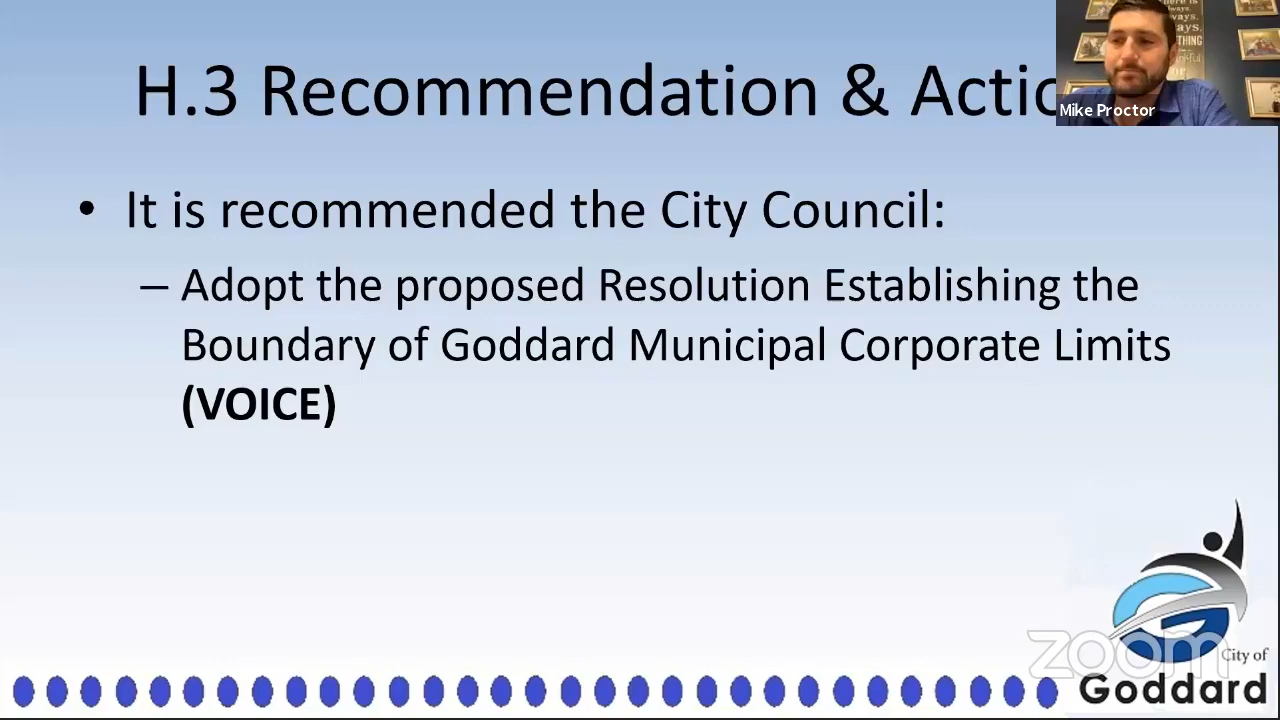 H.3 Recommendation & Actio
Mike Proctor
• It is recommended the City Council:
– Adopt the proposed Resolution Establishing the
Boundary of Goddard Municipal Corporate Limits
(VOICE)
zoom
City of
Goddard